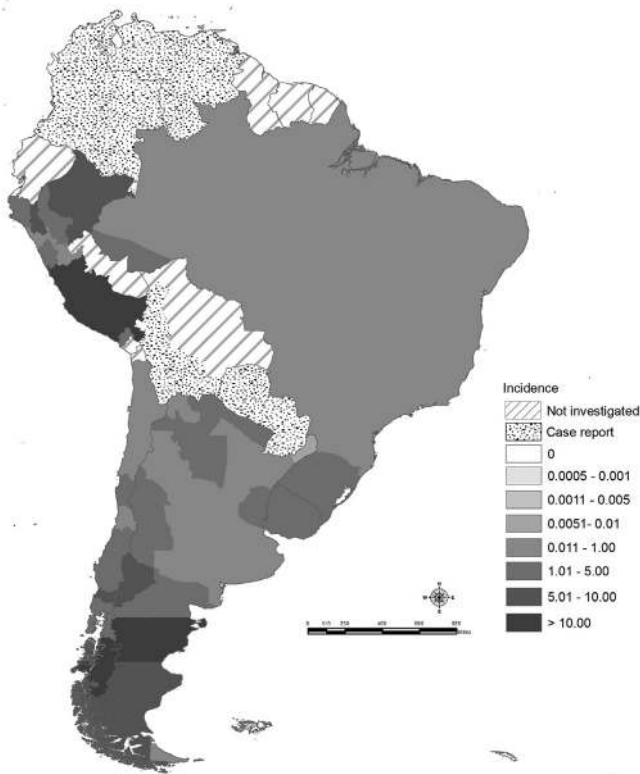 Incidence
Not investigated
Case report
0
0.0005 - 0.001
0.0011 - 0.005
0.0051- 0.01
0.011 - 1.00
1.01 - 5.00
5.01 - 10.00
> 10.00